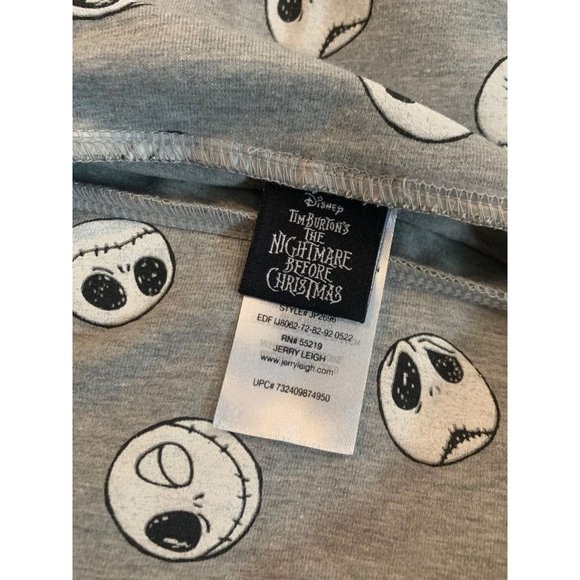 DISNEY
TIM BURTON'S
THE
NIGHTMARE
BEFORE
CHRISTMAS
STYLE# JP2696
EDF IJ8062-72-82-92 0522
RN# 55219
JERRY LEIGH
www.jerryleigh.com
UPC# 732409874950